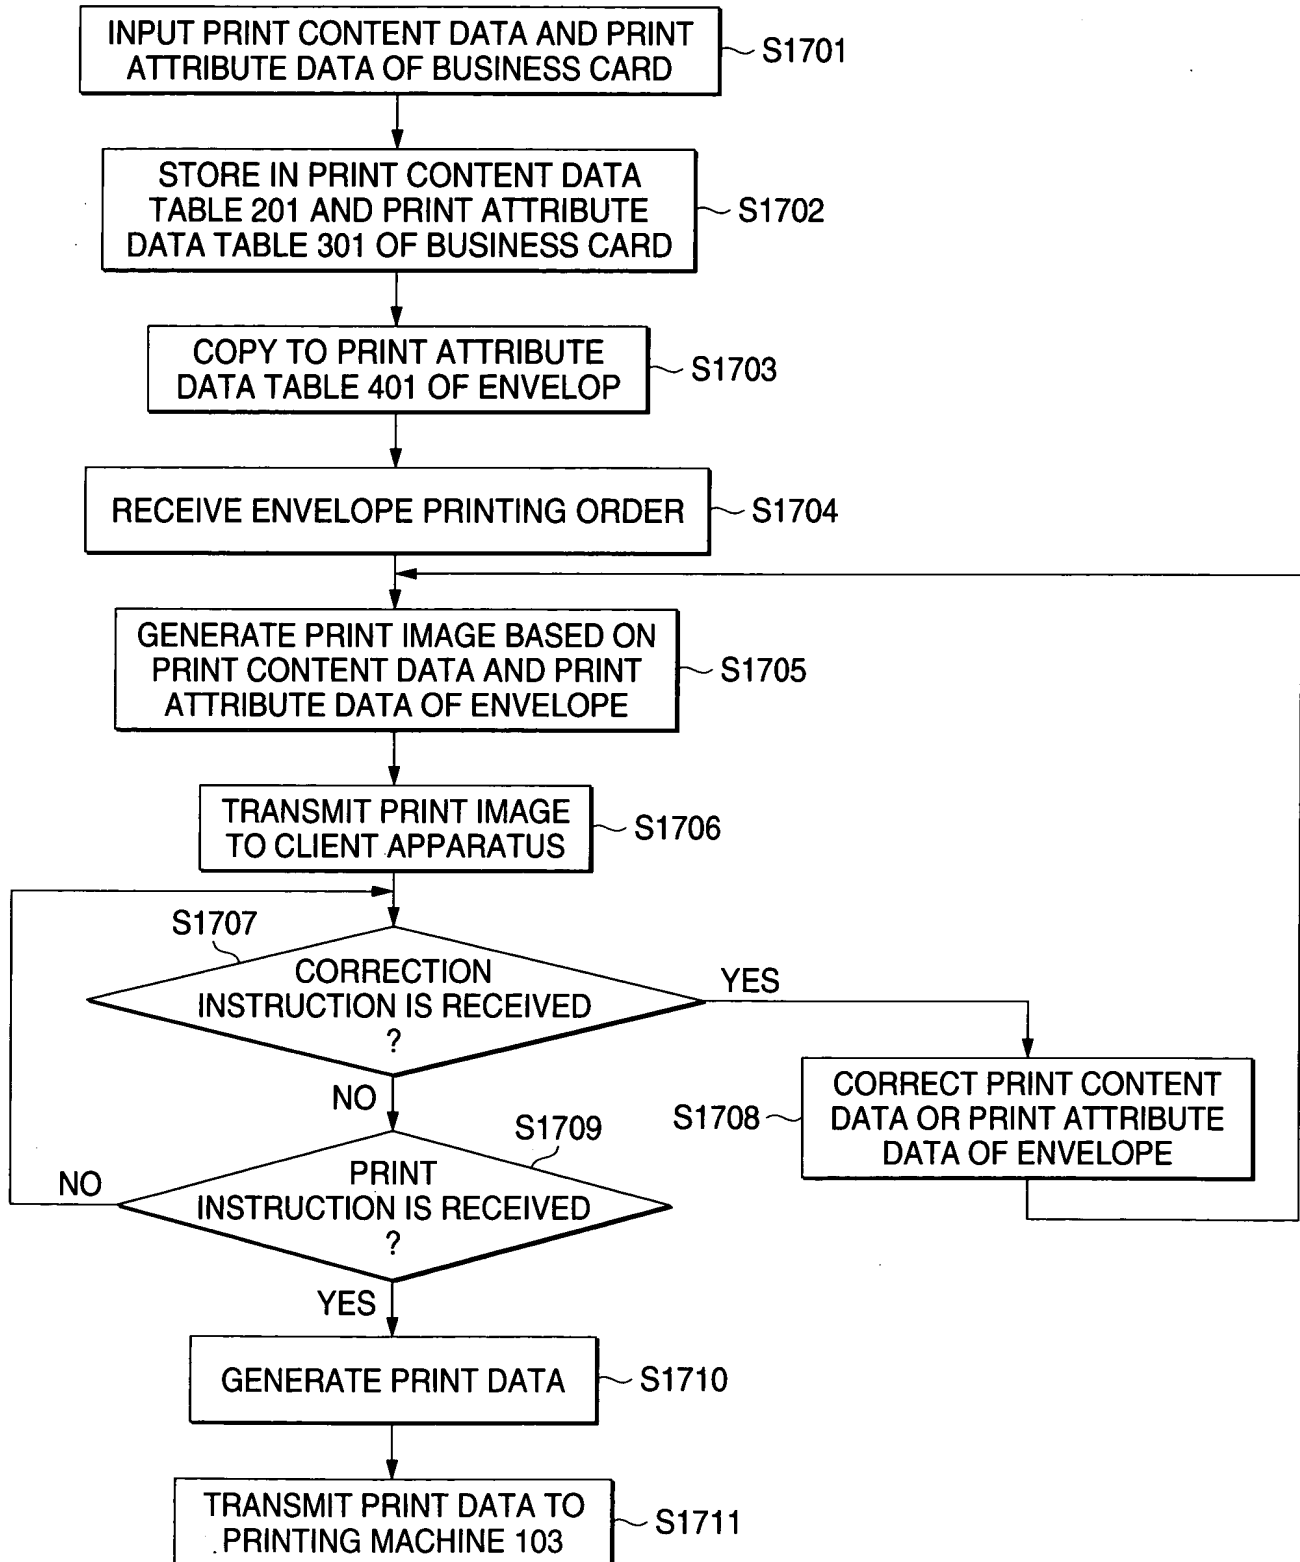 INPUT PRINT CONTENT DATA AND PRINT
ATTRIBUTE DATA OF BUSINESS CARD
S1701
STORE IN PRINT CONTENT DATA
TABLE 201 AND PRINT ATTRIBUTE
DATA TABLE 301 OF BUSINESS CARD
S1702
COPY TO PRINT ATTRIBUTE
DATA TABLE 401 OF ENVELOP
S1703
RECEIVE ENVELOPE PRINTING ORDER
S1704
GENERATE PRINT IMAGE BASED ON
PRINT CONTENT DATA AND PRINT
ATTRIBUTE DATA OF ENVELOPE
S1705
TRANSMIT PRINT IMAGE
TO CLIENT APPARATUS
S1706
S1707
CORRECTION
INSTRUCTION IS RECEIVED
?
YES
NO
CORRECT PRINT CONTENT
DATA OR PRINT ATTRIBUTE
DATA OF ENVELOPE
S1708
S1709
PRINT
INSTRUCTION IS RECEIVED
?
NO
YES
GENERATE PRINT DATA
S1710
TRANSMIT PRINT DATA TO
PRINTING MACHINE 103
S1711